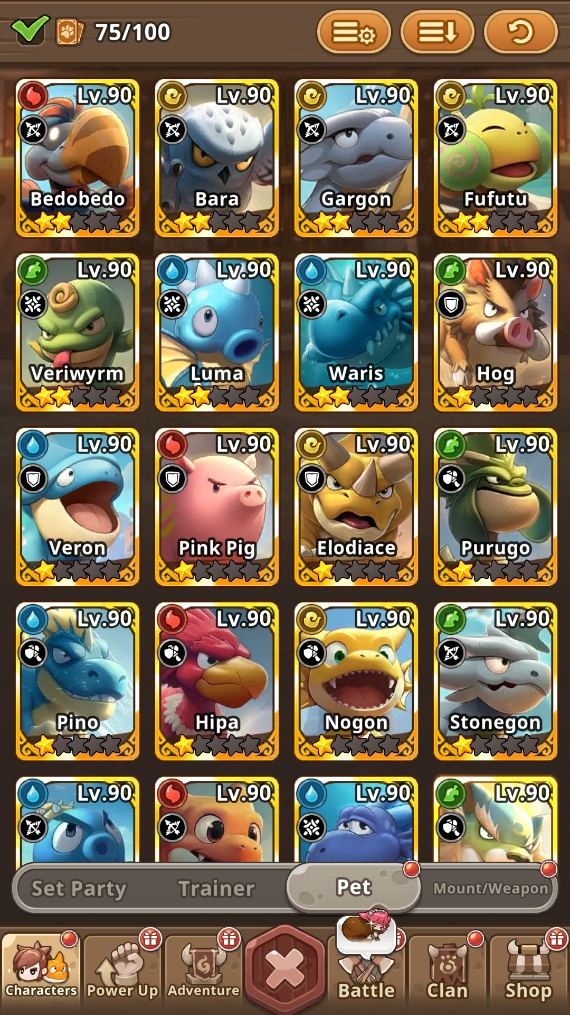 75/100
Lv.90 Lv.90 Lv.90 Lv.90
Bedobedo Bara Gargon Fufutu
Lv.90 Lv.90 Lv.90 Lv.90
Veriwyrm Luma Waris Hog
Lv.90 Lv.90 Lv.90 Lv.90
Veron Pink Pig Elodiace Purugo
Lv.90 Lv.90 Lv.90 Lv.90
Pino Hipa Nogon Stonegon
Lv.90 Lv.90 Lv.90 Lv.90
Set Party Trainer Pet Mount/Weapon
Characters Power Up Adventure Battle Clan Shop